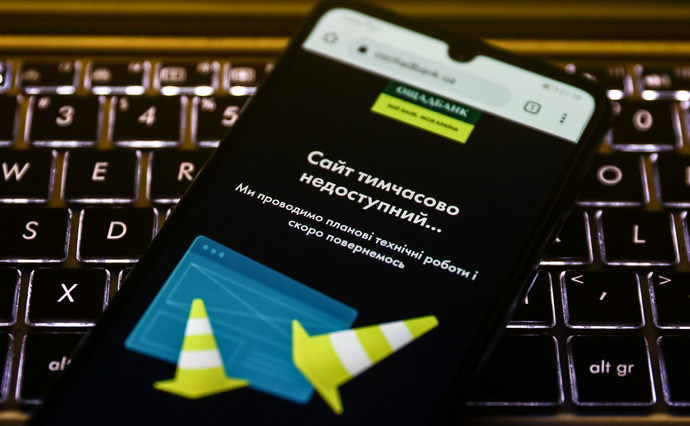 oschadbank.ua
1
ОЩАДБАНК
МІЙ БАНК. МОЯ КРАЇНА
Сайт тимчасово
недоступний...
Ми проводимо планові технічні роботи і
скоро повернемось
3
4
5
0
W
E
R
O
S
D
L
X
<
,
>
.
alt
alt gr